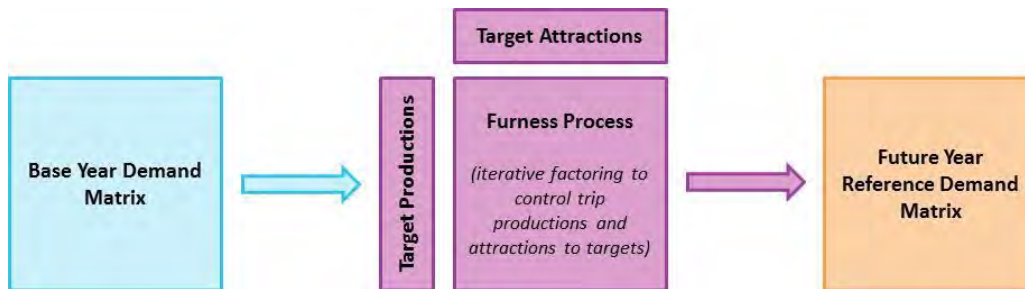 Target Attractions
Base Year Demand
Matrix
Target Productions
Furness Process
(iterative factoring to
control trip
productions and
attractions to targets)
Future Year
Reference Demand
Matrix